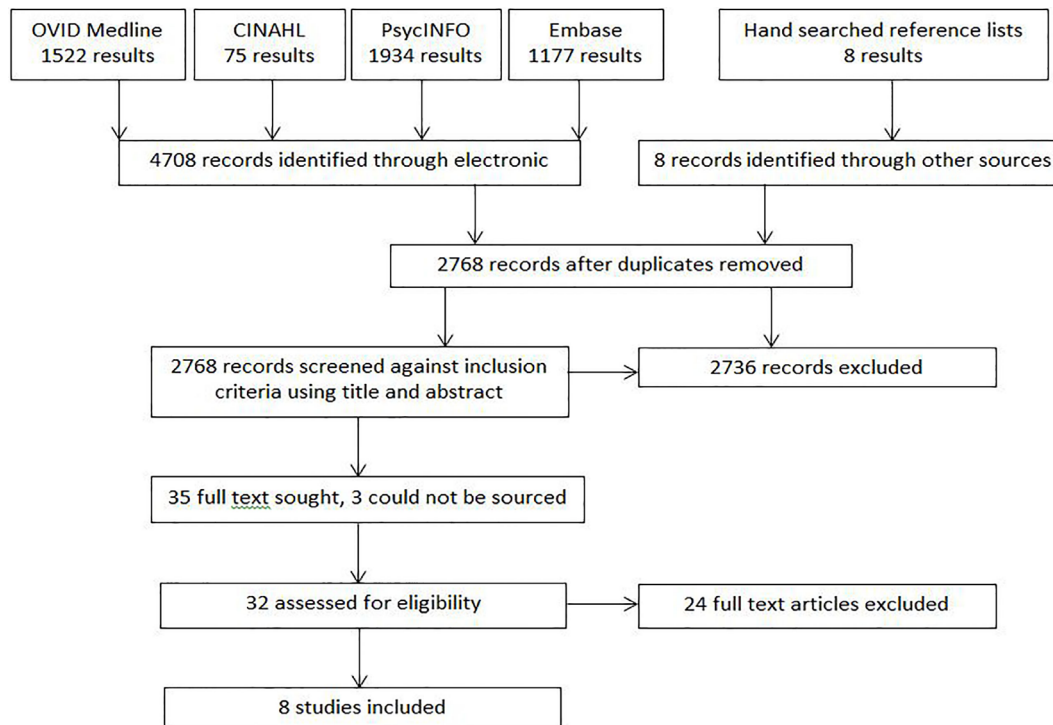 OVID Medline
1522 results
CINAHL
75 results
PsycINFO
1934 results
Embase
1177 results
Hand searched reference lists
8 results
4708 records identified through electronic
8 records identified through other sources
2768 records after duplicates removed
2768 records screened against inclusion
criteria using title and abstract
2736 records excluded
35 full text sought, 3 could not be sourced
32 assessed for eligibility
24 full text articles excluded
8 studies included